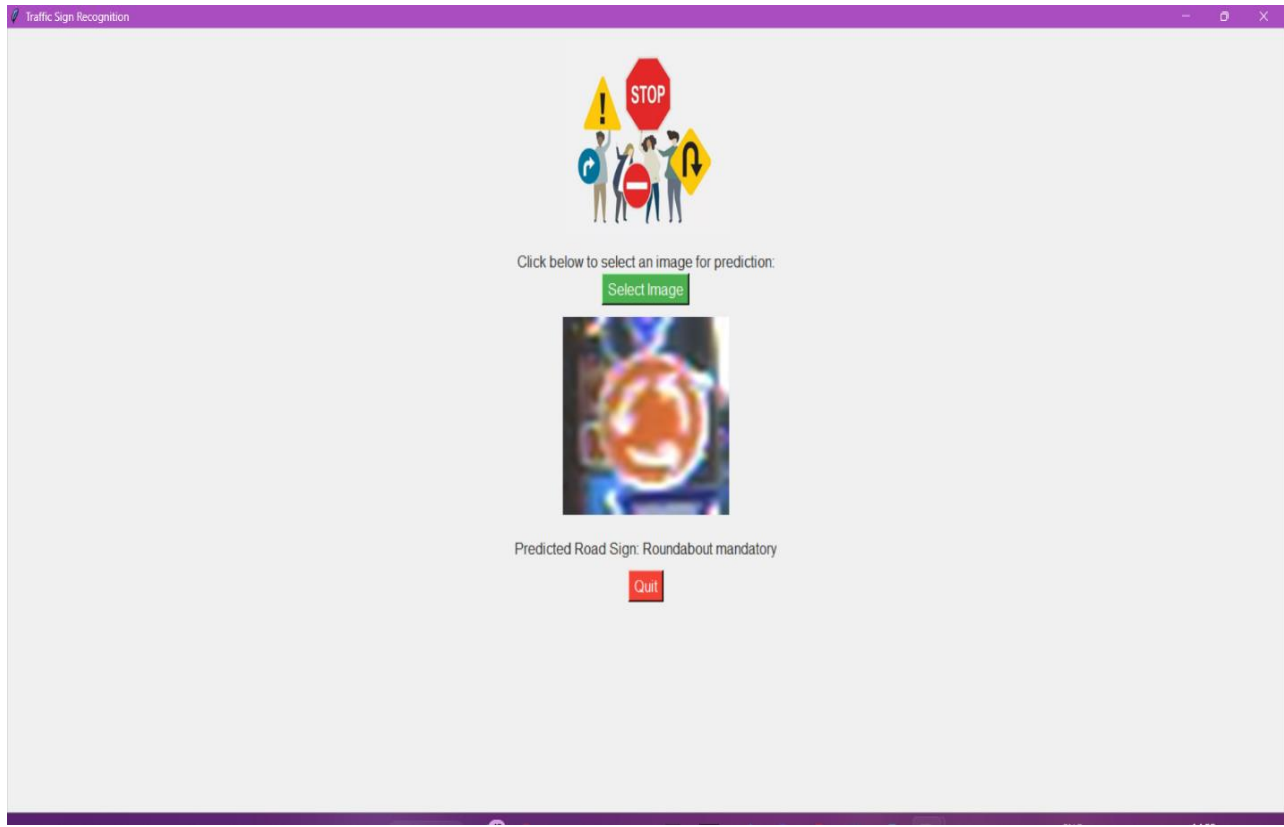 Traffic Sign Recognition
STOP
Click below to select an image for prediction:
Select Image
Predicted Road Sign: Roundabout mandatory
Quit